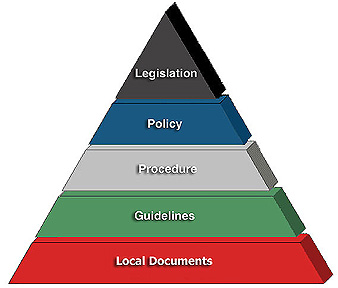 Legislation
Policy
Procedure
Guidelines
Local Documents